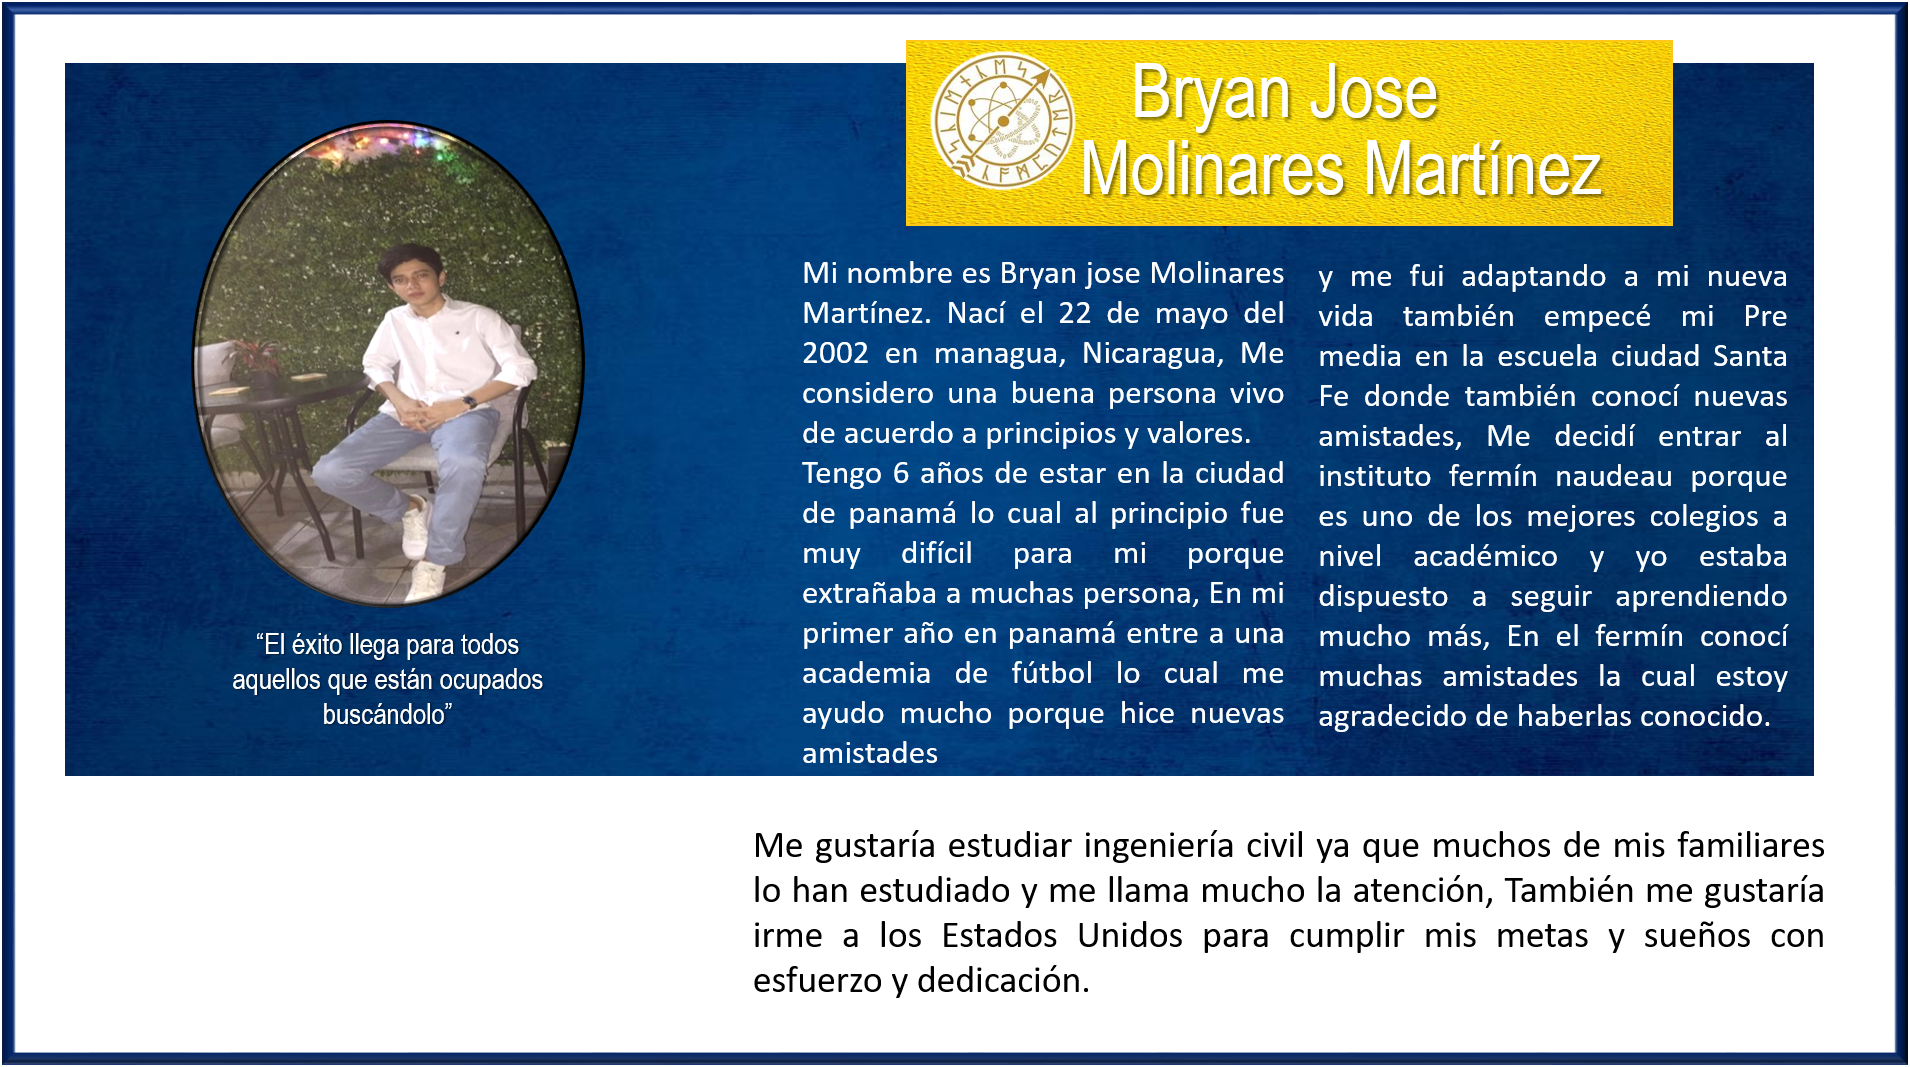 Bryan Jose
Molinares Martínez
Mi nombre es Bryan jose Molinares
Martínez. Nací el 22 de mayo del
2002 en managua, Nicaragua, Me
considero una buena persona vivo
de acuerdo a principios y valores.
Tengo 6 años de estar en la ciudad
de panamá lo cual al principio fue
muy difícil para mi porque
extrañaba a muchas persona, En mi
primer año en panamá entre a una
academia de fútbol lo cual me
ayudo mucho porque hice nuevas
amistades
y me fui adaptando a mi nueva
vida también empecé mi Pre
media en la escuela ciudad Santa
Fe donde también conocí nuevas
amistades, Me decidí entrar al
instituto fermín naudeau porque
es uno de los mejores colegios a
nivel académico y yo estaba
dispuesto a seguir aprendiendo
mucho más, En el fermín conocí
muchas amistades la cual estoy
agradecido de haberlas conocido.
“El éxito llega para todos
aquellos que están ocupados
buscándolo”
Me gustaría estudiar ingeniería civil ya que muchos de mis familiares
lo han estudiado y me llama mucho la atención, También me gustaría
irme a los Estados Unidos para cumplir mis metas y sueños con
esfuerzo y dedicación.